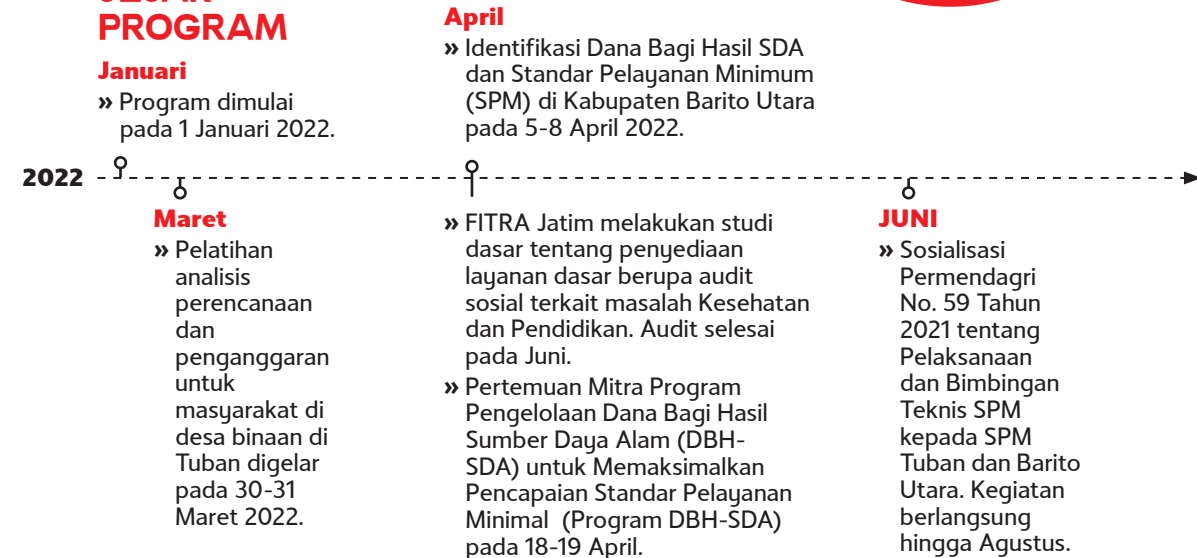 PROGRAM
Januari
» Program dimulai
pada 1 Januari 2022.
April
» Identifikasi Dana Bagi Hasil SDA
dan Standar Pelayanan Minimum
(SPM) di Kabupaten Barito Utara
pada 5-8 April 2022.
2022
Maret
» Pelatihan
analisis
perencanaan
dan
penganggaran
untuk
masyarakat di
desa binaan di
Tuban digelar
pada 30-31
Maret 2022.
» FITRA Jatim melakukan studi
dasar tentang penyediaan
layanan dasar berupa audit
sosial terkait masalah Kesehatan
dan Pendidikan. Audit selesai
pada Juni.
» Pertemuan Mitra Program
Pengelolaan Dana Bagi Hasil
Sumber Daya Alam (DBH-
SDA) untuk Memaksimalkan
Pencapaian Standar Pelayanan
Minimal (Program DBH-SDA)
pada 18-19 April.
JUNI
» Sosialisasi
Permendagri
No. 59 Tahun
2021 tentang
Pelaksanaan
dan Bimbingan
Teknis SPM
kepada SPM
Tuban dan Barito
Utara. Kegiatan
berlangsung
hingga Agustus.